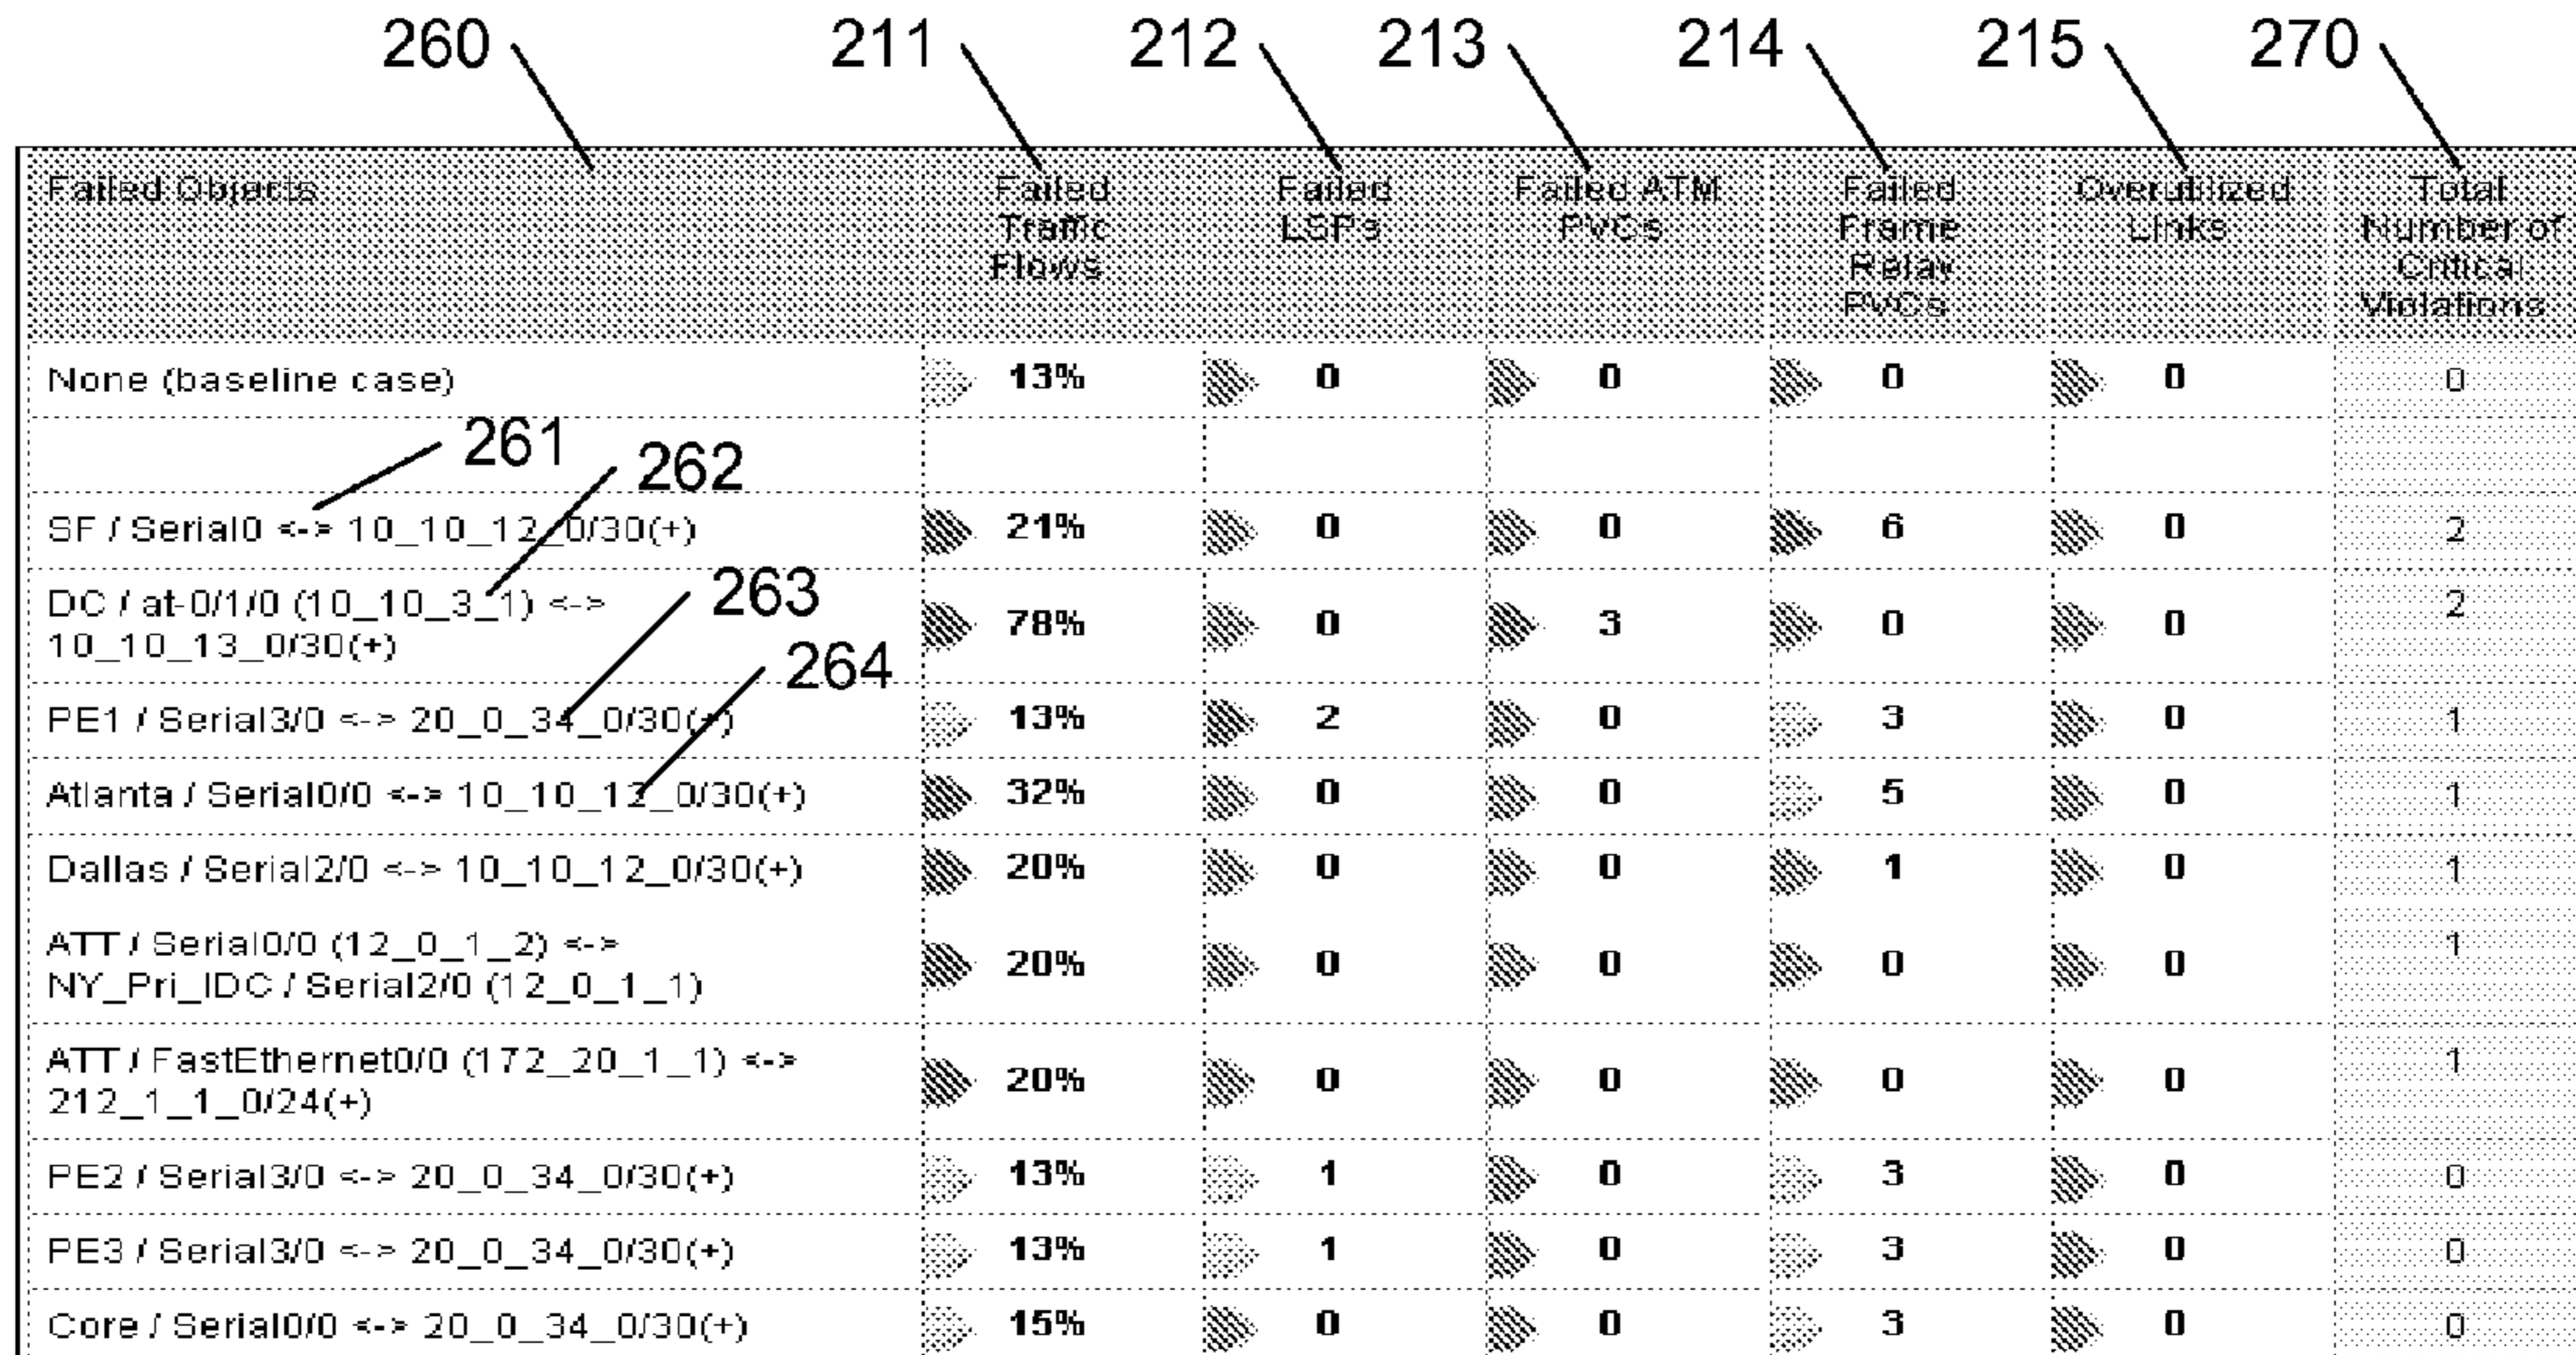 260 211 212 213 214 215 270
Failed Objects Failed Failed Failed ATM Failed Overutilized Total
Traffic LSPs PVCs Frame Links Number of
Flows Relay Critical
PVCs Violations
None (baseline case) 13% 0 0 0 0 0
261
262
SF / Serial0 <-> 10_10_12_0/30(+) 21% 0 0 6 0 2
263
DC / at-0/1/0 (10_10_3_1) <-> 78% 0 3 0 0 2
10_10_13_0/30(+)
264
PE1 / Serial3/0 <-> 20_0_34_0/30(+) 13% 2 0 3 0 1
Atlanta / Serial0/0 <-> 10_10_12_0/30(+) 32% 0 0 5 0 1
Dallas / Serial2/0 <-> 10_10_12_0/30(+) 20% 0 0 1 0 1
ATT / Serial0/0 (12_0_1_2) <-> 20% 0 0 0 0 1
NY_Pri_IDC / Serial2/0 (12_0_1_1)
ATT / FastEthernet0/0 (172_20_1_1) <-> 20% 0 0 0 0 1
212_1_1_0/24(+)
PE2 / Serial3/0 <-> 20_0_34_0/30(+) 13% 1 0 3 0 0
PE3 / Serial3/0 <-> 20_0_34_0/30(+) 13% 1 0 3 0 0
Core / Serial0/0 <-> 20_0_34_0/30(+) 15% 0 0 3 0 0